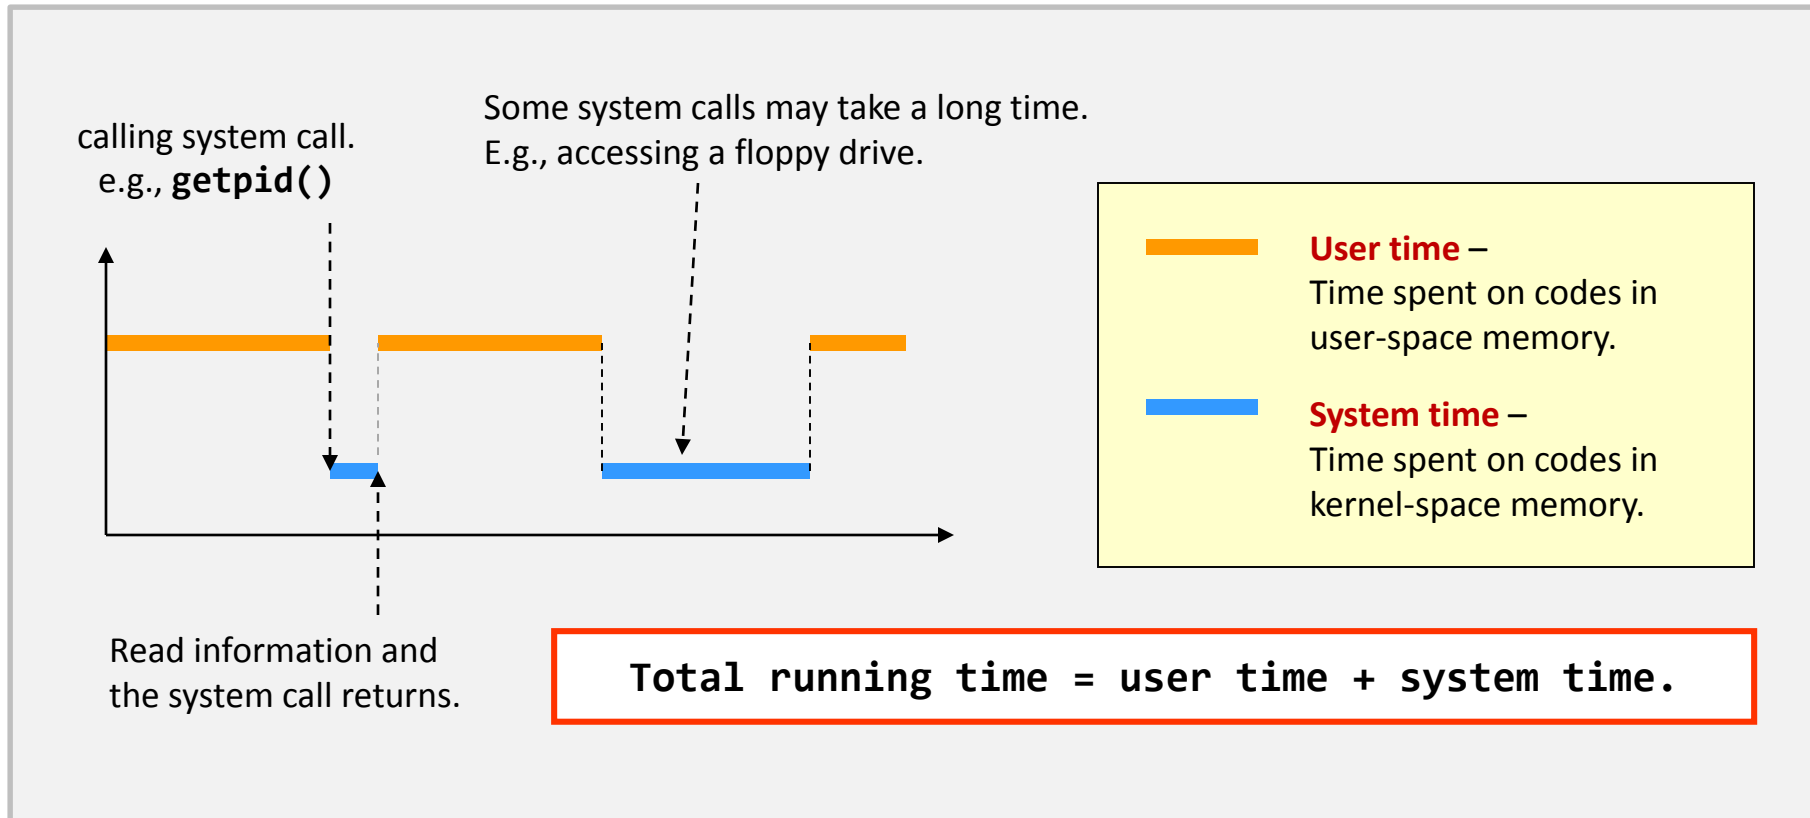 calling system call.
e.g., getpid()
Some system calls may take a long time.
E.g., accessing a floppy drive.
User time –
Time spent on codes in
user-space memory.
System time –
Time spent on codes in
kernel-space memory.
Read information and
the system call returns.
Total running time = user time + system time.